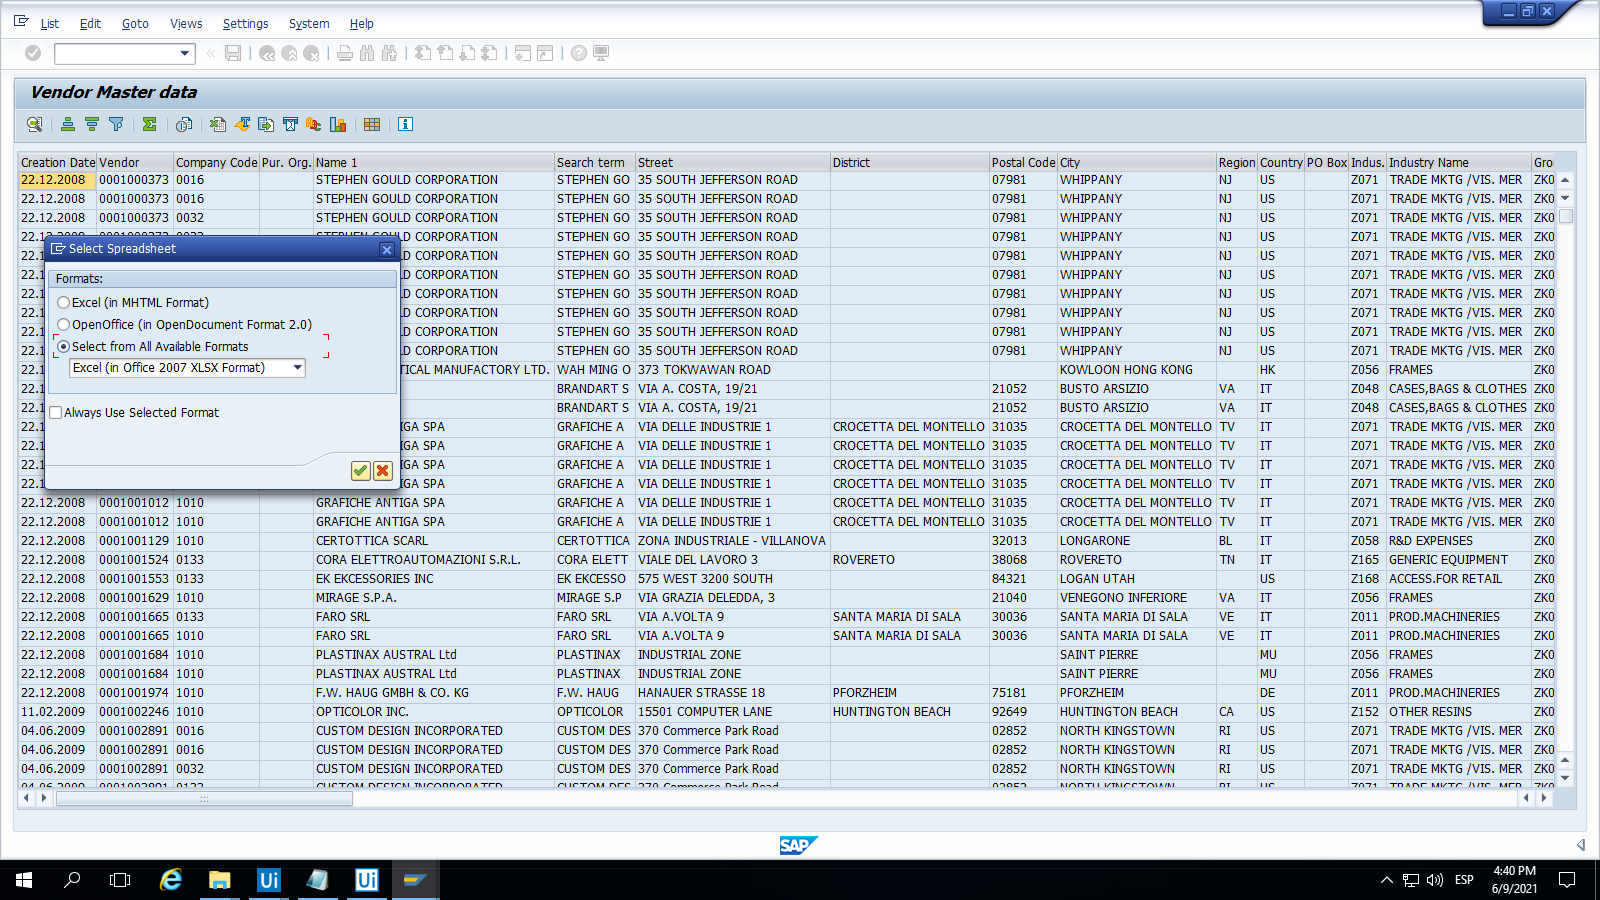 List Edit Goto Views Settings System Help
Vendor Master data
Creation Date Vendor Company Code Pur. Org. Name 1 Search term Street District Postal Code City Region Country PO Box Indus. Industry Name Gro
22.12.2008 0001000373 0016 STEPHEN GOULD CORPORATION STEPHEN GO 35 SOUTH JEFFERSON ROAD 07981 WHIPPANY NJ US Z071 TRADE MKTG /VIS. MER ZK0
22.12.2008 0001000373 0016 STEPHEN GOULD CORPORATION STEPHEN GO 35 SOUTH JEFFERSON ROAD 07981 WHIPPANY NJ US Z071 TRADE MKTG /VIS. MER ZK0
22.12.2008 0001000373 0032 STEPHEN GOULD CORPORATION STEPHEN GO 35 SOUTH JEFFERSON ROAD 07981 WHIPPANY NJ US Z071 TRADE MKTG /VIS. MER ZK0
STEPHEN GO 35 SOUTH JEFFERSON ROAD 07981 WHIPPANY NJ US Z071 TRADE MKTG /VIS. MER ZK0
22.1 D CORPORATION STEPHEN GO 35 SOUTH JEFFERSON ROAD 07981 WHIPPANY NJ US Z071 TRADE MKTG /VIS. MER ZK0
22.1 D CORPORATION STEPHEN GO 35 SOUTH JEFFERSON ROAD 07981 WHIPPANY NJ US Z071 TRADE MKTG /VIS. MER ZK0
22.1 D CORPORATION STEPHEN GO 35 SOUTH JEFFERSON ROAD 07981 WHIPPANY NJ US Z071 TRADE MKTG /VIS. MER ZK0
22.1 D CORPORATION STEPHEN GO 35 SOUTH JEFFERSON ROAD 07981 WHIPPANY NJ US Z071 TRADE MKTG /VIS. MER ZK0
22.1 D CORPORATION STEPHEN GO 35 SOUTH JEFFERSON ROAD 07981 WHIPPANY NJ US Z071 TRADE MKTG /VIS. MER ZK0
22.1 D CORPORATION STEPHEN GO 35 SOUTH JEFFERSON ROAD 07981 WHIPPANY NJ US Z071 TRADE MKTG /VIS. MER ZK0
22.1 TICAL MANUFACTORY LTD. WAH MING O 373 TOKWAWAN ROAD KOWLOON HONG KONG HK Z056 FRAMES ZK0
22.1 BRANDART S VIA A. COSTA, 19/21 21052 BUSTO ARSIZIO VA IT Z048 CASES,BAGS & CLOTHES ZK0
22.1 BRANDART S VIA A. COSTA, 19/21 21052 BUSTO ARSIZIO VA IT Z048 CASES,BAGS & CLOTHES ZK0
22.1 IGA SPA GRAFICHE A VIA DELLE INDUSTRIE 1 CROCETTA DEL MONTELLO 31035 CROCETTA DEL MONTELLO TV IT Z071 TRADE MKTG /VIS. MER ZK0
22.1 IGA SPA GRAFICHE A VIA DELLE INDUSTRIE 1 CROCETTA DEL MONTELLO 31035 CROCETTA DEL MONTELLO TV IT Z071 TRADE MKTG /VIS. MER ZK0
22.1 IGA SPA GRAFICHE A VIA DELLE INDUSTRIE 1 CROCETTA DEL MONTELLO 31035 CROCETTA DEL MONTELLO TV IT Z071 TRADE MKTG /VIS. MER ZK0
22.1 IGA SPA GRAFICHE A VIA DELLE INDUSTRIE 1 CROCETTA DEL MONTELLO 31035 CROCETTA DEL MONTELLO TV IT Z071 TRADE MKTG /VIS. MER ZK0
22.12.2008 0001001012 1010 GRAFICHE ANTIGA SPA GRAFICHE A VIA DELLE INDUSTRIE 1 CROCETTA DEL MONTELLO 31035 CROCETTA DEL MONTELLO TV IT Z071 TRADE MKTG /VIS. MER ZK0
22.12.2008 0001001012 1010 GRAFICHE ANTIGA SPA GRAFICHE A VIA DELLE INDUSTRIE 1 CROCETTA DEL MONTELLO 31035 CROCETTA DEL MONTELLO TV IT Z071 TRADE MKTG /VIS. MER ZK0
22.12.2008 0001001129 1010 CERTOTTICA SCARL CERTOTTICA ZONA INDUSTRIALE - VILLANOVA 32013 LONGARONE BL IT Z058 R&D EXPENSES ZK0
22.12.2008 0001001524 0133 CORA ELETTROAUTOMAZIONI S.R.L. CORA ELETT VIALE DEL LAVORO 3 ROVERETO 38068 ROVERETO TN IT Z165 GENERIC EQUIPMENT ZK0
22.12.2008 0001001553 0133 EK EKCESSORIES INC EK EKCESSO 575 WEST 3200 SOUTH 84321 LOGAN UTAH US Z168 ACCESS.FOR RETAIL ZK0
22.12.2008 0001001629 1010 MIRAGE S.P.A. MIRAGE S.P VIA GRAZIA DELEDDA, 3 21040 VENEGONO INFERIORE VA IT Z056 FRAMES ZK0
22.12.2008 0001001665 0133 FARO SRL FARO SRL VIA A.VOLTA 9 SANTA MARIA DI SALA 30036 SANTA MARIA DI SALA VE IT Z011 PROD.MACHINERIES ZK0
22.12.2008 0001001665 1010 FARO SRL FARO SRL VIA A.VOLTA 9 SANTA MARIA DI SALA 30036 SANTA MARIA DI SALA VE IT Z011 PROD.MACHINERIES ZK0
22.12.2008 0001001684 1010 PLASTINAX AUSTRAL Ltd PLASTINAX INDUSTRIAL ZONE SAINT PIERRE MU Z056 FRAMES ZK0
22.12.2008 0001001684 1010 PLASTINAX AUSTRAL Ltd PLASTINAX INDUSTRIAL ZONE SAINT PIERRE MU Z056 FRAMES ZK0
22.12.2008 0001001974 1010 F.W. HAUG GMBH & CO. KG F.W. HAUG HANAUER STRASSE 18 PFORZHEIM 75181 PFORZHEIM DE Z011 PROD.MACHINERIES ZK0
11.02.2009 0001002246 1010 OPTICOLOR INC. OPTICOLOR 15501 COMPUTER LANE HUNTINGTON BEACH 92649 HUNTINGTON BEACH CA US Z152 OTHER RESINS ZK0
04.06.2009 0001002891 0016 CUSTOM DESIGN INCORPORATED CUSTOM DES 370 Commerce Park Road 02852 NORTH KINGSTOWN RI US Z071 TRADE MKTG /VIS. MER ZK0
04.06.2009 0001002891 0016 CUSTOM DESIGN INCORPORATED CUSTOM DES 370 Commerce Park Road 02852 NORTH KINGSTOWN RI US Z071 TRADE MKTG /VIS. MER ZK0
04.06.2009 0001002891 0032 CUSTOM DESIGN INCORPORATED CUSTOM DES 370 Commerce Park Road 02852 NORTH KINGSTOWN RI US Z071 TRADE MKTG /VIS. MER ZK0
04.06.2009 0001002891 0133 CUSTOM DESIGN INCORPORATED CUSTOM DES 370 Commerce Park Road 02852 NORTH KINGSTOWN RI US Z071 TRADE MKTG /VIS. MER ZK0
Select Spreadsheet
Formats:
Excel (in MHTML Format)
OpenOffice (in OpenDocument Format 2.0)
Select from All Available Formats
Excel (in Office 2007 XLSX Format)
Always Use Selected Format
SAP
Ui
Ui
ESP
4:40 PM
6/9/2021